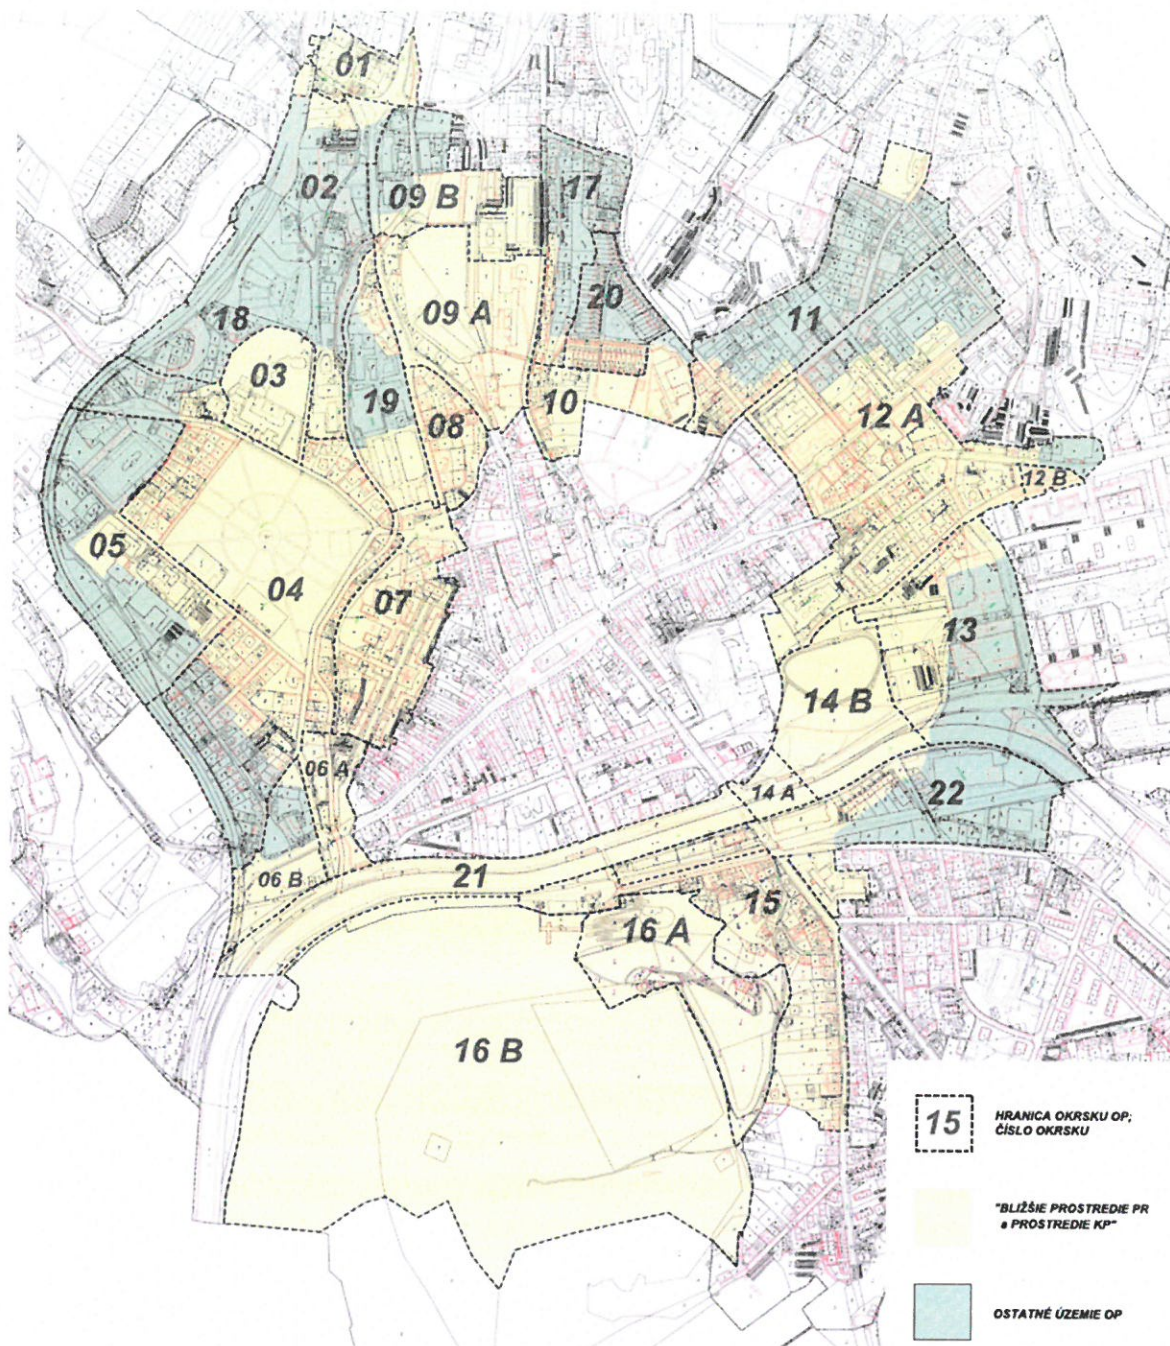 01
02
09 B
17
18
09 A
20
11
03
19
08
10
12 A
12 B
05
04
07
13
14 B
06 A
14 A
22
06 B
21
15
16 A
16 B
15
HRANICA OKRSKU OP;
ČÍSLO OKRSKU
"BLIŽŠIE PROSTREDIE PR
a PROSTREDIE KP"
OSTATNÉ ÚZEMIE OP